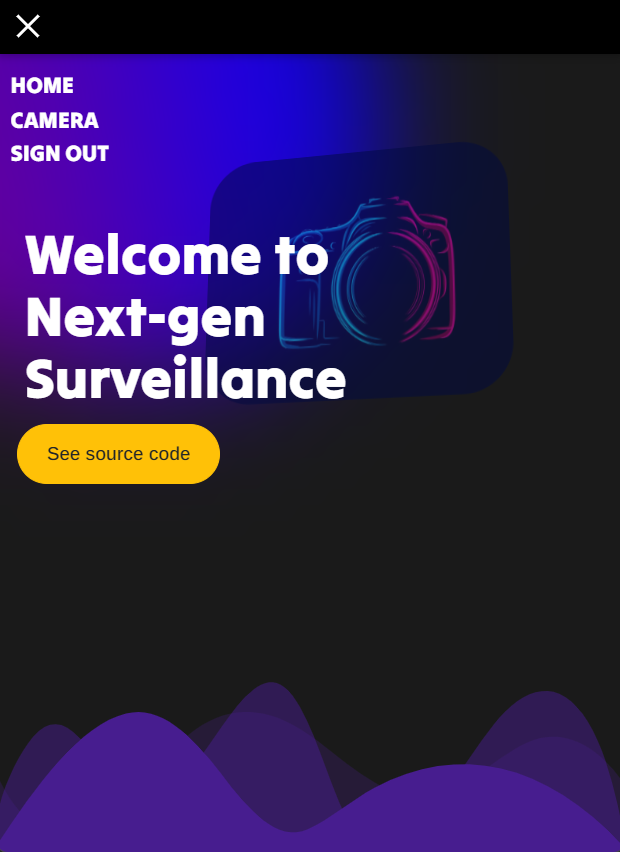 HOME
CAMERA
SIGN OUT
Welcome to
Next-gen
Surveillance
See source code